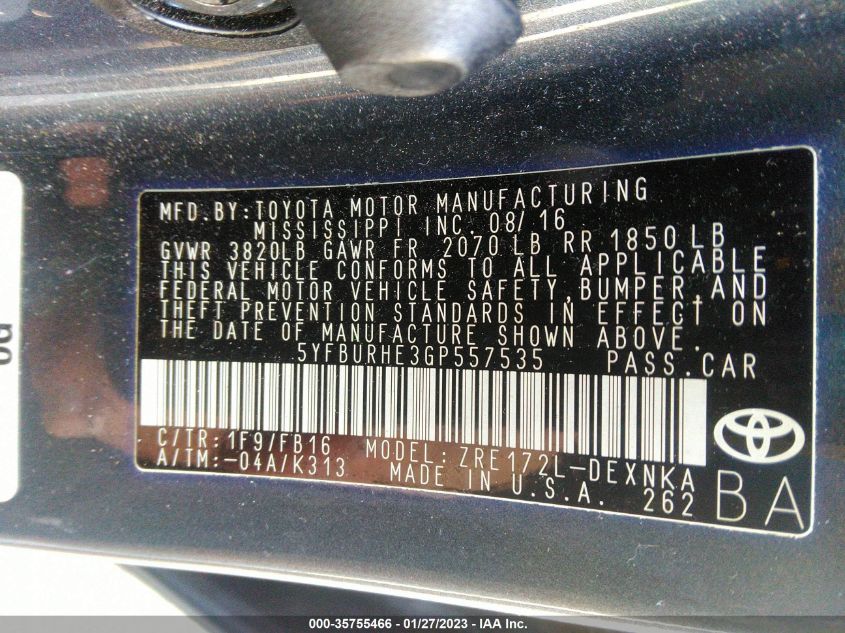 MFD.BY:TOYOTA MOTOR MANUFACTURING
MISSISSIPPI INC. 08/16
GVWR 3820LB GAWR FR 2070 LB RR 1850 LB
THIS VEHICLE CONFORMS TO ALL APPLICABLE
FEDERAL MOTOR VEHICLE SAFETY,BUMPER,AND
THEFT PREVENTION STANDARDS IN EFFECT ON
THE DATE OF MANUFACTURE SHOWN ABOVE.
5YFBURHE3GP557535 PASS.CAR
C/TR:1F9/FB16 MODEL:ZRE172L-DEXNKA
A/TM:-04A/K313 MADE IN U.S.A. 262
BA
000-35755466 - 01/27/2023 - IAA Inc.